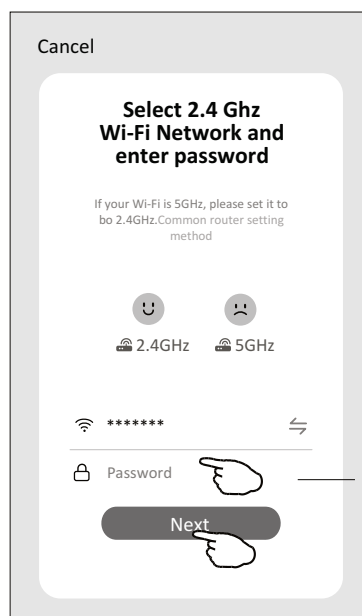 Cancel
Select 2.4 Ghz
Wi-Fi Network and
enter password
If your Wi-Fi is 5GHz, please set it to
bo 2.4GHz.Common router setting
method
2.4GHz 5GHz
*******
Password
Next